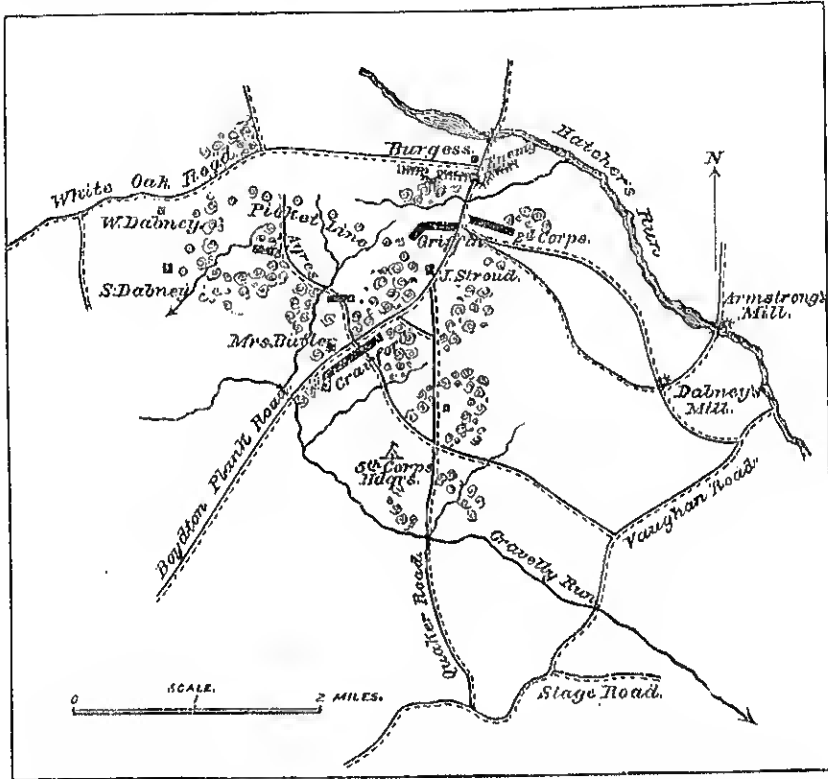 Hatcher's Run
N
White Oak Road
Burgess.
Enemy
W. Dabney
Picket Line
Ayres
Griffin
2d Corps.
S. Dabney
J. Stroud.
Armstrong's
Mill.
Mrs. Butler
Crawford
Dabney's
Mill.
Boydton Plank Road.
5th Corps
Hdqrs.
Vaughan Road.
Quaker Road.
Gravelly Run
Stage Road.
SCALE.
0 1 2 MILES.